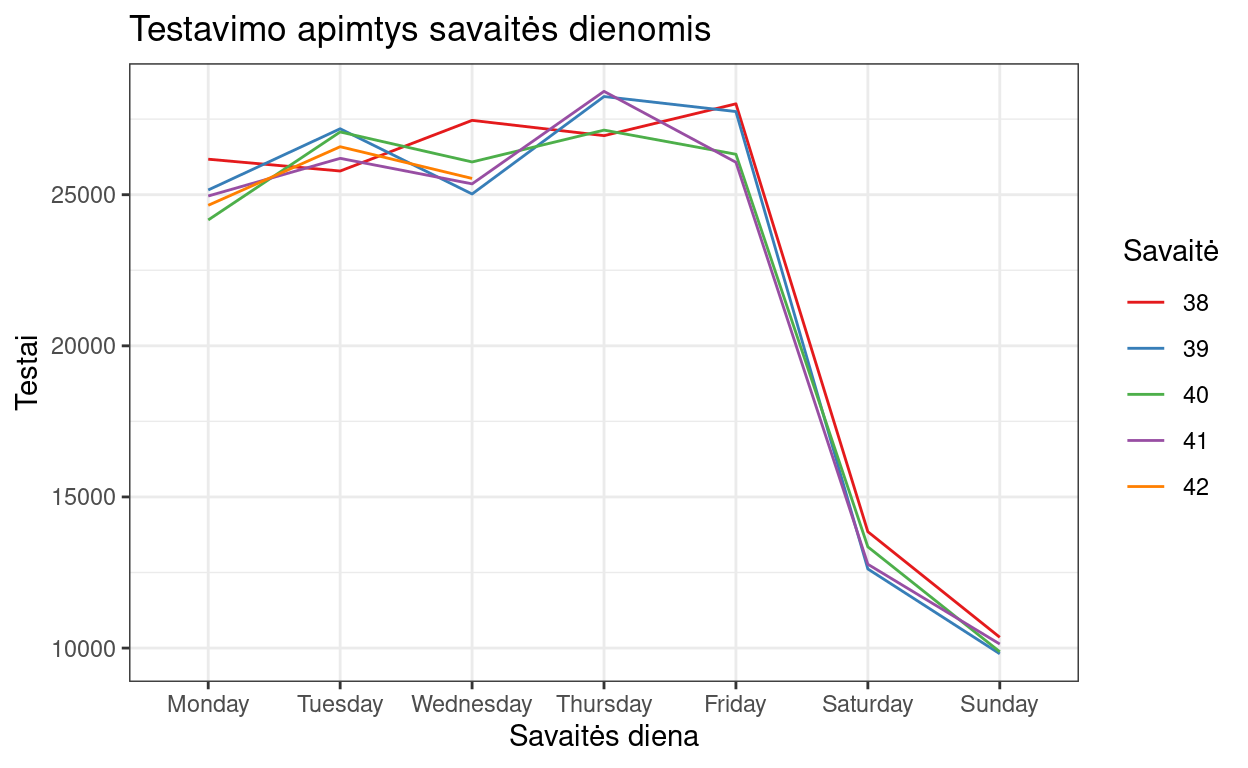 Testavimo apimtys savaitės dienomis
Testai
25000
20000
15000
10000
Monday Tuesday Wednesday Thursday Friday Saturday Sunday
Savaitės diena
Savaitė
38
39
40
41
42